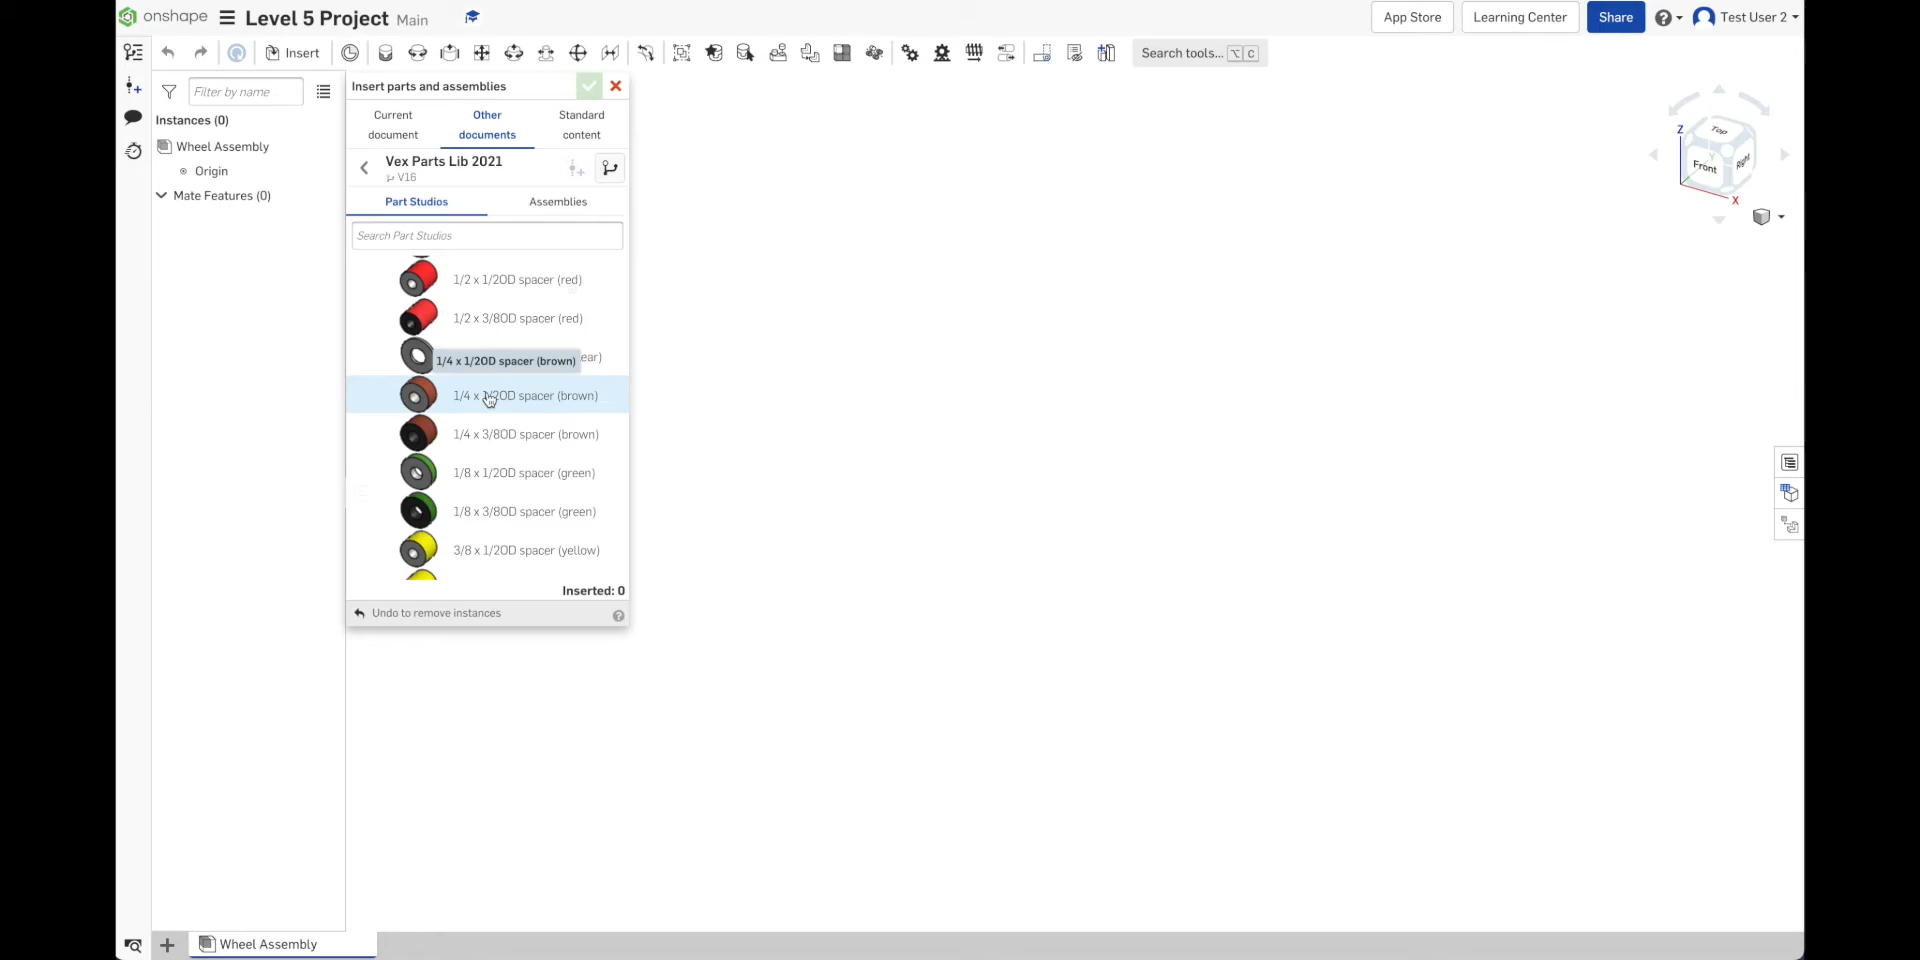 onshape Level 5 Project Main
App Store Learning Center Share Test User 2
Insert Search tools... ⌥ C
Filter by name
Instances (0)
Wheel Assembly
Origin
Mate Features (0)
Insert parts and assemblies
Current document
Other documents
Standard content
Vex Parts Lib 2021
V16
Part Studios Assemblies
Search Part Studios
1/2 x 1/2OD spacer (red)
1/2 x 3/8OD spacer (red)
1/4 x 1/2OD spacer (brown) ear)
1/4 x 1/2OD spacer (brown)
1/4 x 3/8OD spacer (brown)
1/8 x 1/2OD spacer (green)
1/8 x 3/8OD spacer (green)
3/8 x 1/2OD spacer (yellow)
Inserted: 0
Undo to remove instances
Z
Top
Front
Right
Y
X
Wheel Assembly